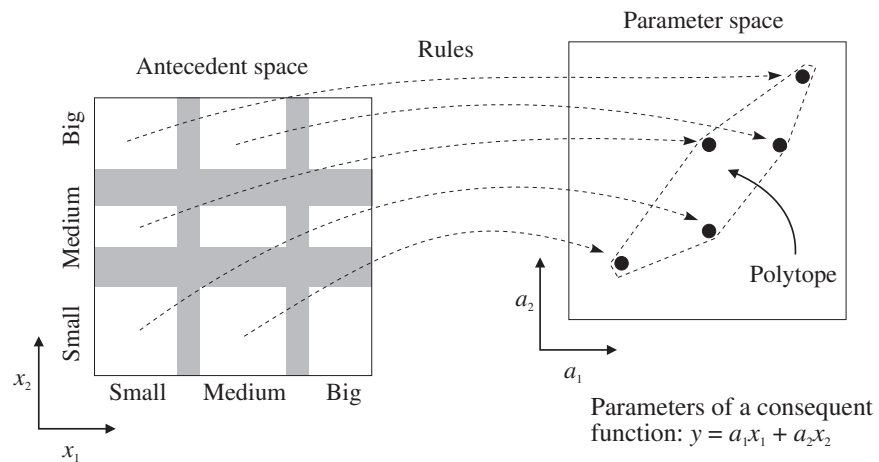 Parameter space
Rules
Antecedent space
Big
Medium
Small
Small Medium Big
x₂
x₁
Polytope
a₂
a₁
Parameters of a consequent
function: y = a₁x₁ + a₂x₂